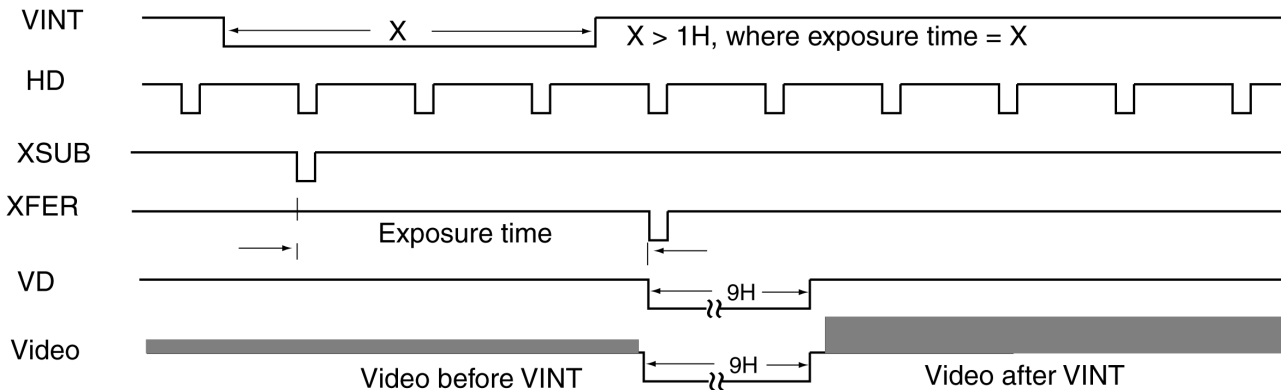 VINT
X
X > 1H, where exposure time = X
HD
XSUB
XFER
Exposure time
VD
9H
Video
9H
Video before VINT
Video after VINT